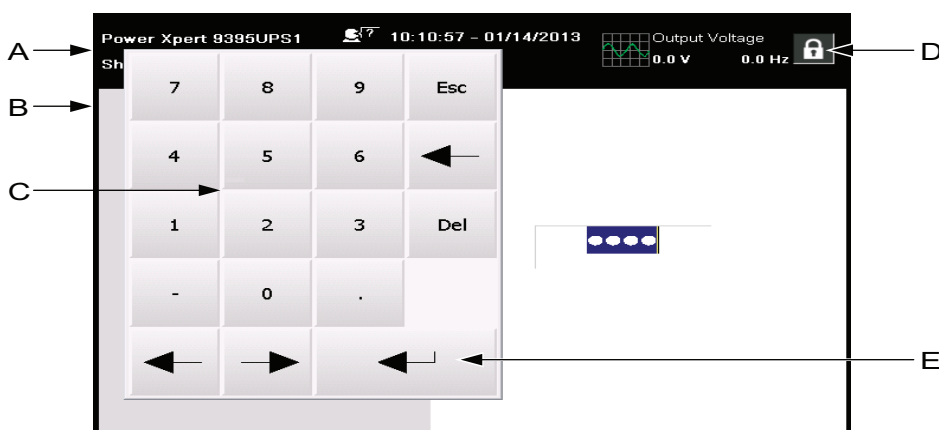 A
Power Xpert 9395UPS1 10:10:57 - 01/14/2013 Output Voltage
0.0 V 0.0 Hz
D
Sh
B
7 8 9 Esc
4 5 6
C
1 2 3 Del
- 0 .
E